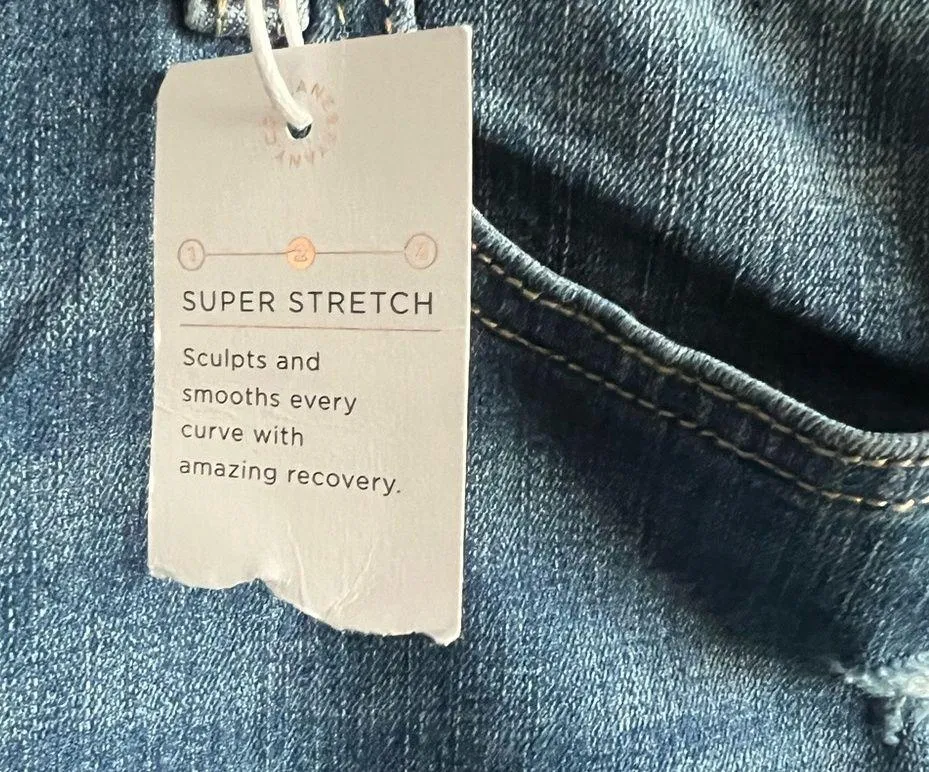 1
2
SUPER STRETCH
Sculpts and
smooths every
curve with
amazing recovery.